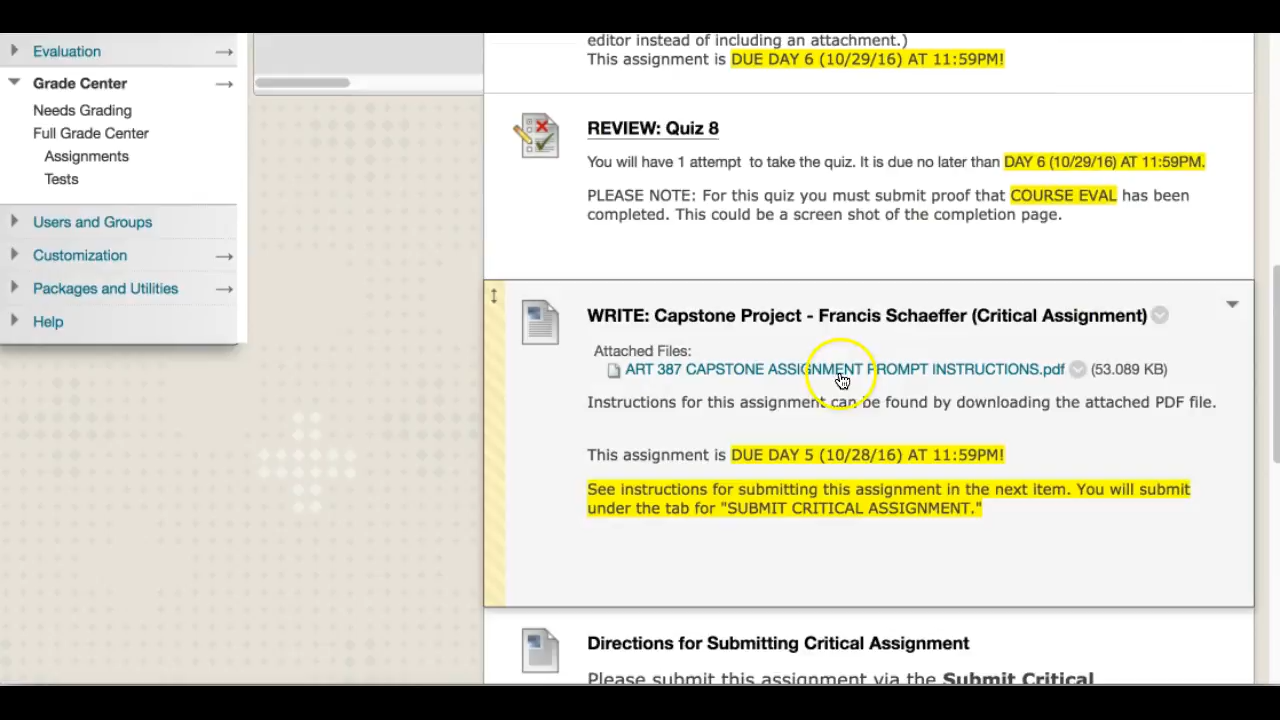 Evaluation
Grade Center
Needs Grading
Full Grade Center
Assignments
Tests
Users and Groups
Customization
Packages and Utilities
Help
editor instead of including an attachment.)
This assignment is DUE DAY 6 (10/29/16) AT 11:59PM!
REVIEW: Quiz 8
You will have 1 attempt to take the quiz. It is due no later than DAY 6 (10/29/16) AT 11:59PM.
PLEASE NOTE: For this quiz you must submit proof that COURSE EVAL has been
completed. This could be a screen shot of the completion page.
WRITE: Capstone Project - Francis Schaeffer (Critical Assignment)
Attached Files:
ART 387 CAPSTONE ASSIGNMENT PROMPT INSTRUCTIONS.pdf (53.089 KB)
Instructions for this assignment can be found by downloading the attached PDF file.
This assignment is DUE DAY 5 (10/28/16) AT 11:59PM!
See instructions for submitting this assignment in the next item. You will submit
under the tab for "SUBMIT CRITICAL ASSIGNMENT."
Directions for Submitting Critical Assignment
Please submit this assignment via the Submit Critical